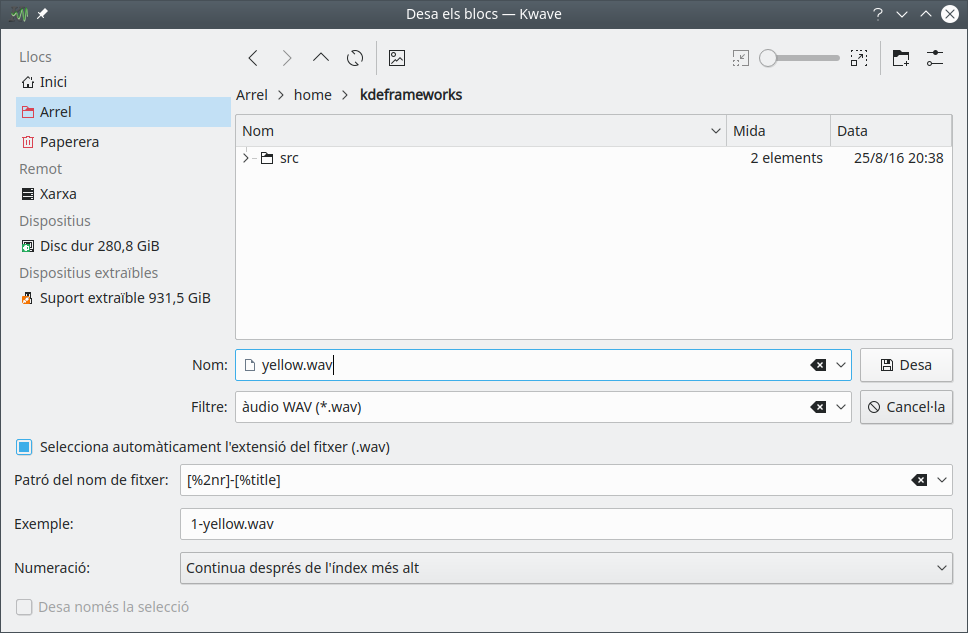 Desa els blocs — Kwave
Llocs
Inici
Arrel
Paperera
Remot
Xarxa
Dispositius
Disc dur 280,8 GiB
Dispositius extraïbles
Suport extraïble 931,5 GiB
Arrel > home > kdeframeworks
Nom Mida Data
src 2 elements 25/8/16 20:38
Nom: yellow.wav Desa
Filtre: àudio WAV (*.wav) Cancel·la
Selecciona automàticament l'extensió del fitxer (.wav)
Patró del nom de fitxer: [%2nr]-[%title]
Exemple: 1-yellow.wav
Numeració: Continua després de l'índex més alt
Desa només la selecció